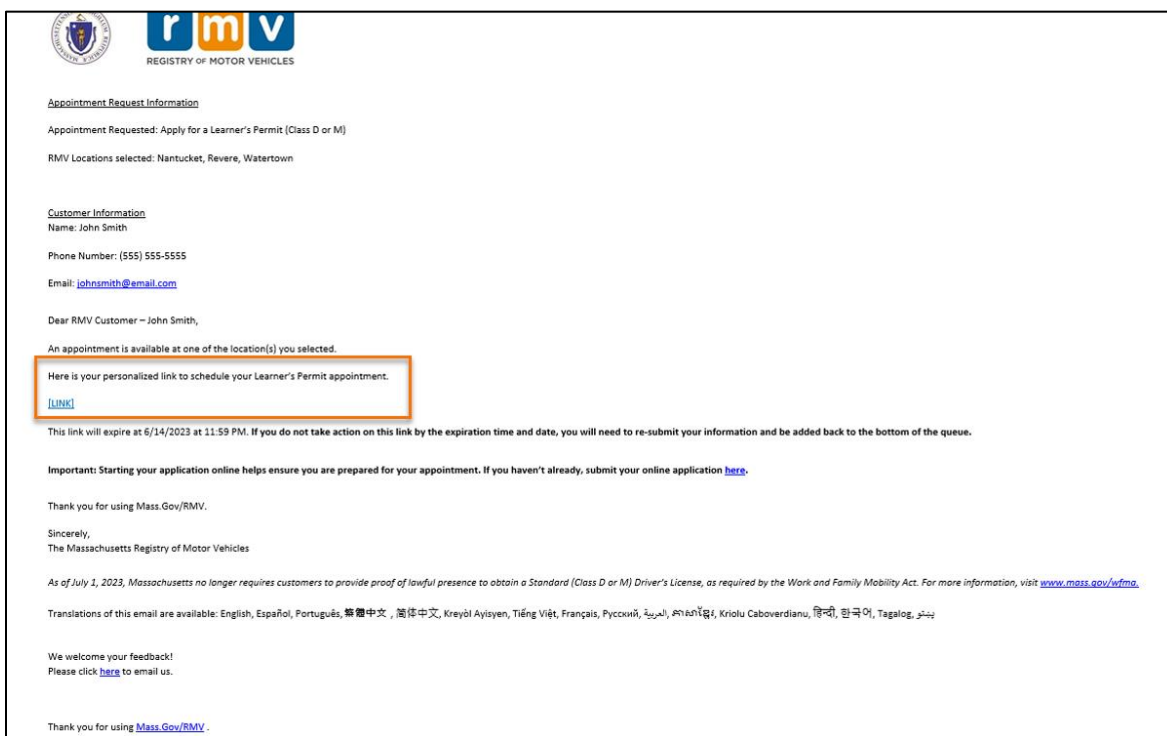 rmv
REGISTRY OF MOTOR VEHICLES
Appointment Request Information
Appointment Requested: Apply for a Learner's Permit (Class D or M)
RMV Locations selected: Nantucket, Revere, Watertown
Customer Information
Name: John Smith
Phone Number: (555) 555-5555
Email: johnsmith@email.com
Dear RMV Customer – John Smith,
An appointment is available at one of the location(s) you selected.
Here is your personalized link to schedule your Learner's Permit appointment.
[LINK]
This link will expire at 6/14/2023 at 11:59 PM. If you do not take action on this link by the expiration time and date, you will need to re-submit your information and be added back to the bottom of the queue.
Important: Starting your application online helps ensure you are prepared for your appointment. If you haven't already, submit your online application here.
Thank you for using Mass.Gov/RMV.
Sincerely,
The Massachusetts Registry of Motor Vehicles
As of July 1, 2023, Massachusetts no longer requires customers to provide proof of lawful presence to obtain a Standard (Class D or M) Driver's License, as required by the Work and Family Mobility Act. For more information, visit www.mass.gov/wfma.
Translations of this email are available: English, Español, Português, 繁體中文 , 简体中文, Kreyòl Ayisyen, Tiếng Việt, Français, Русский, العربية, ភាសាខ្មែរ, Kriolu Caboverdianu, हिन्दी, 한국어, Tagalog,
We welcome your feedback!
Please click here to email us.
Thank you for using Mass.Gov/RMV .